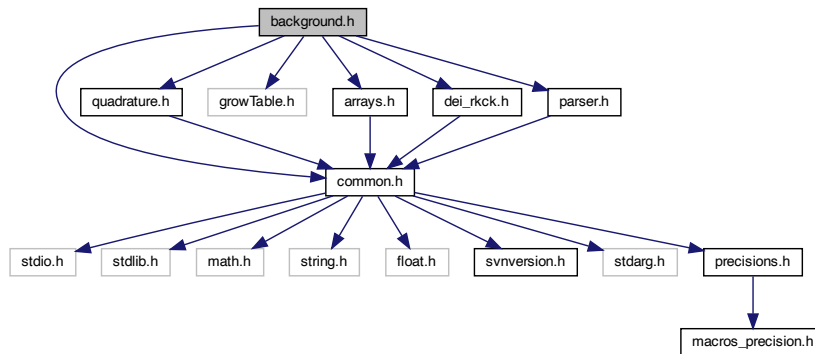 background.h
quadrature.h
growTable.h
arrays.h
dei_rkck.h
parser.h
common.h
stdio.h
stdlib.h
math.h
string.h
float.h
svnversion.h
stdarg.h
precisions.h
macros_precision.h